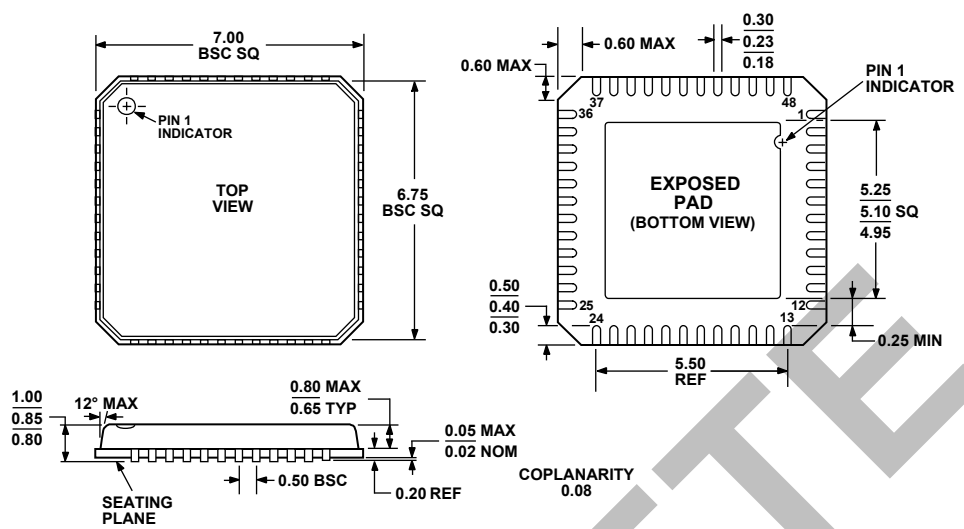 7.00
BSC SQ
PIN 1
INDICATOR
TOP
VIEW
6.75
BSC SQ
0.60 MAX
0.60 MAX
0.30
0.23
0.18
PIN 1
INDICATOR
37
48
36
1
EXPOSED
PAD
(BOTTOM VIEW)
5.25
5.10 SQ
4.95
25
12
24
13
0.50
0.40
0.30
5.50
REF
0.25 MIN
1.00
0.85
0.80
12° MAX
0.80 MAX
0.65 TYP
0.05 MAX
0.02 NOM
0.50 BSC
0.20 REF
SEATING
PLANE
COPLANARITY
0.08
TE